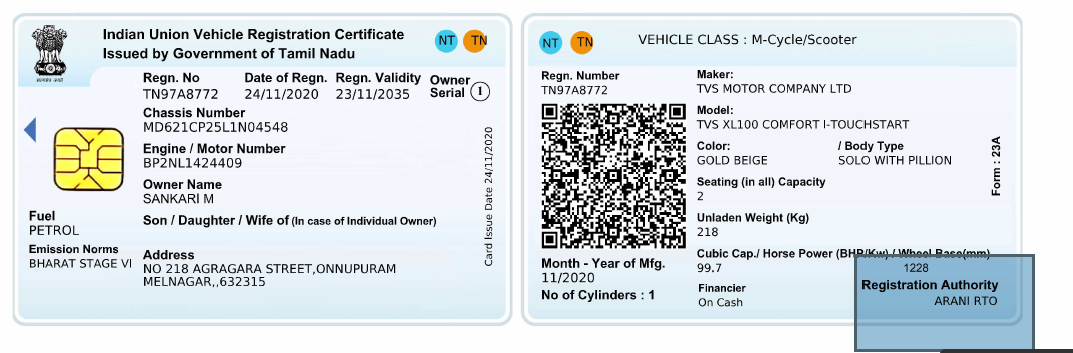 Indian Union Vehicle Registration Certificate
Issued by Government of Tamil Nadu
NT TN
Regn. No Date of Regn. Regn. Validity Owner Serial 1
TN97A8772 24/11/2020 23/11/2035
Chassis Number
MD621CP25L1N04548
Engine / Motor Number
BP2NL1424409
Owner Name
SANKARI M
Son / Daughter / Wife of (In case of Individual Owner)
Fuel
PETROL
Emission Norms
BHARAT STAGE VI
Address
NO 218 AGRAGARA STREET,ONNUPURAM
MELNAGAR,,632315
Card Issue Date 24/11/2020
NT TN
VEHICLE CLASS : M-Cycle/Scooter
Regn. Number
TN97A8772
Month - Year of Mfg.
11/2020
No of Cylinders : 1
Maker:
TVS MOTOR COMPANY LTD
Model:
TVS XL100 COMFORT I-TOUCHSTART
Color: / Body Type
GOLD BEIGE SOLO WITH PILLION
Seating (in all) Capacity
2
Unladen Weight (Kg)
218
Cubic Cap./ Horse Power (BHP/Kw) / Wheel Base(mm)
99.7 1228
Financier
On Cash
Registration Authority
ARANI RTO
Form : 23A